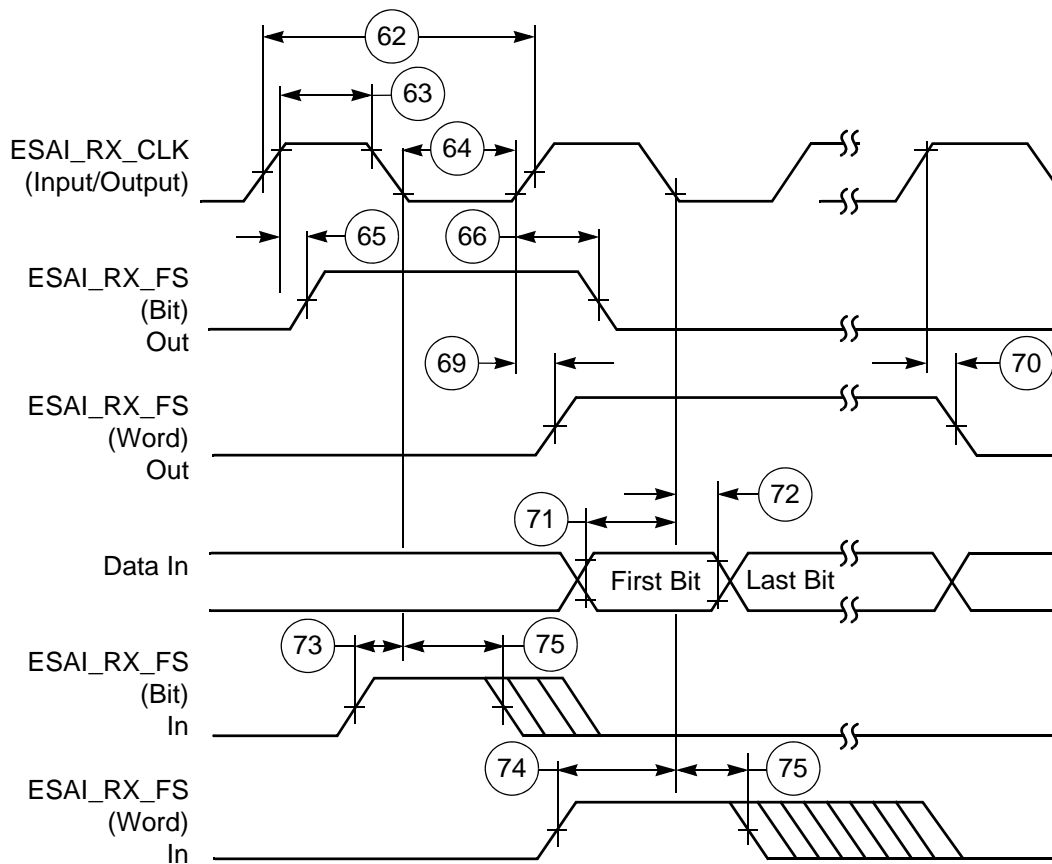 62
63
ESAI_RX_CLK
(Input/Output)
64
65
66
ESAI_RX_FS
(Bit)
Out
69
70
ESAI_RX_FS
(Word)
Out
71
72
Data In
First Bit
Last Bit
73
75
ESAI_RX_FS
(Bit)
In
74
75
ESAI_RX_FS
(Word)
In